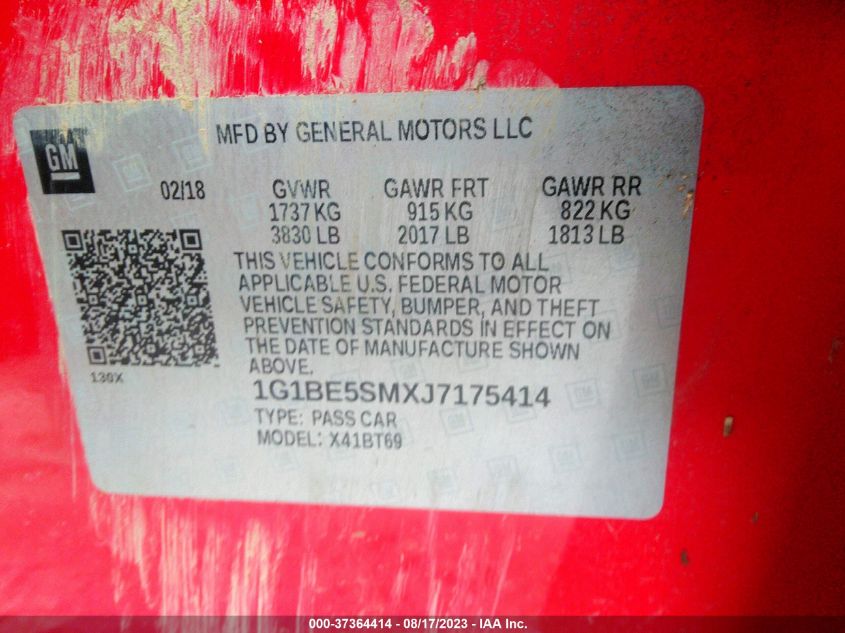 MFD BY GENERAL MOTORS LLC
GM
02/18 GVWR GAWR FRT GAWR RR
1737 KG 915 KG 822 KG
3830 LB 2017 LB 1813 LB
THIS VEHICLE CONFORMS TO ALL
APPLICABLE U.S. FEDERAL MOTOR
VEHICLE SAFETY, BUMPER, AND THEFT
PREVENTION STANDARDS IN EFFECT ON
THE DATE OF MANUFACTURE SHOWN
ABOVE.
130X
1G1BE5SMXJ7175414
TYPE: PASS CAR
MODEL: X41BT69
000-37364414 - 08/17/2023 - IAA Inc.